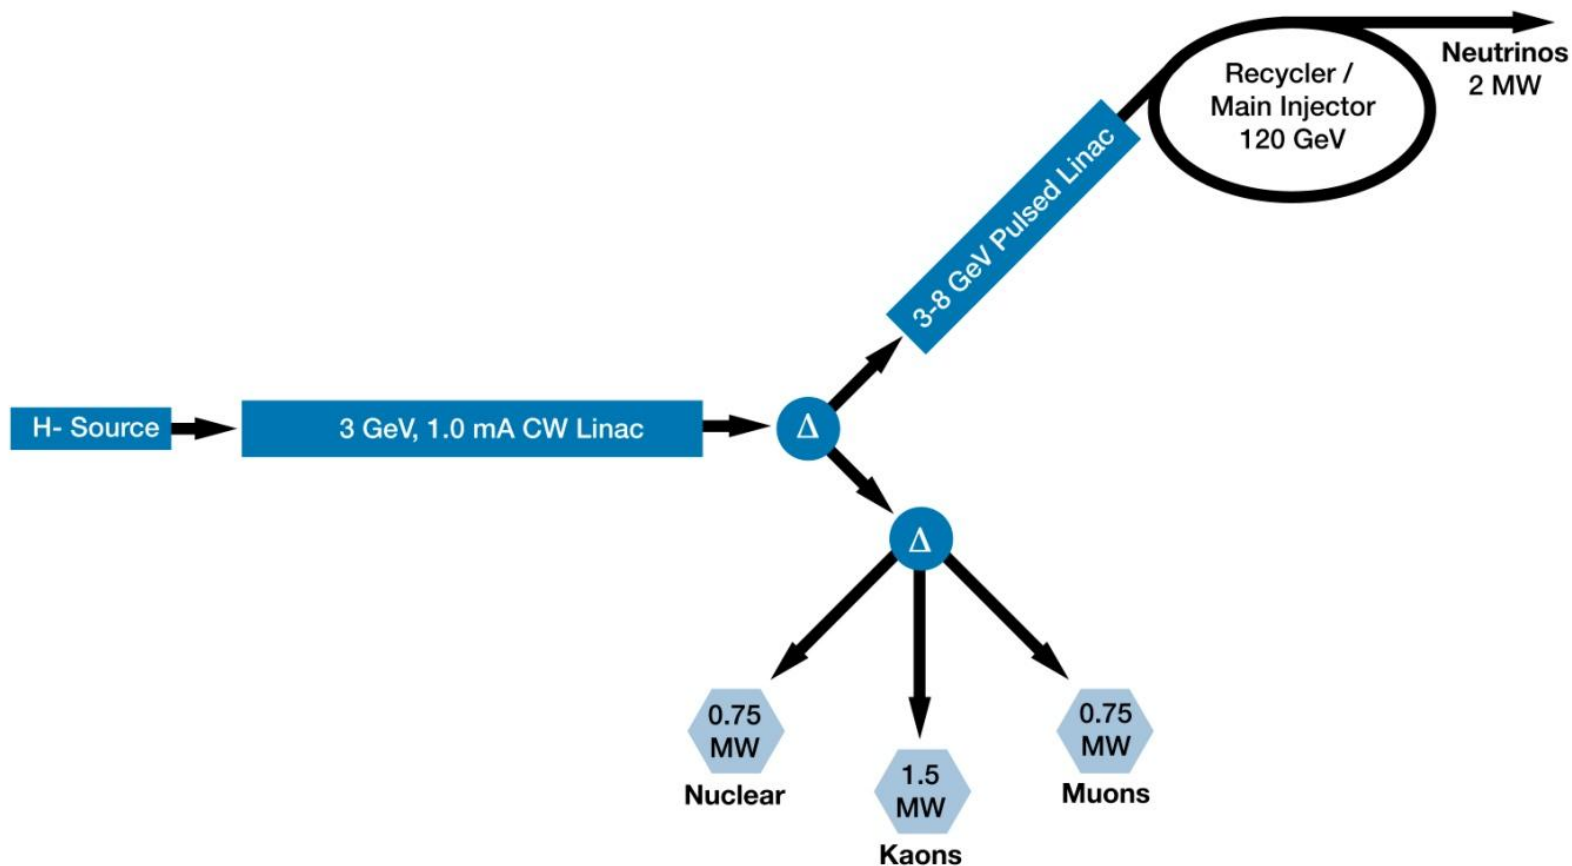 Neutrinos
2 MW
Recycler /
Main Injector
120 GeV
3-8 GeV Pulsed Linac
H- Source
3 GeV, 1.0 mA CW Linac
Δ
Δ
0.75
MW
Nuclear
1.5
MW
Kaons
0.75
MW
Muons